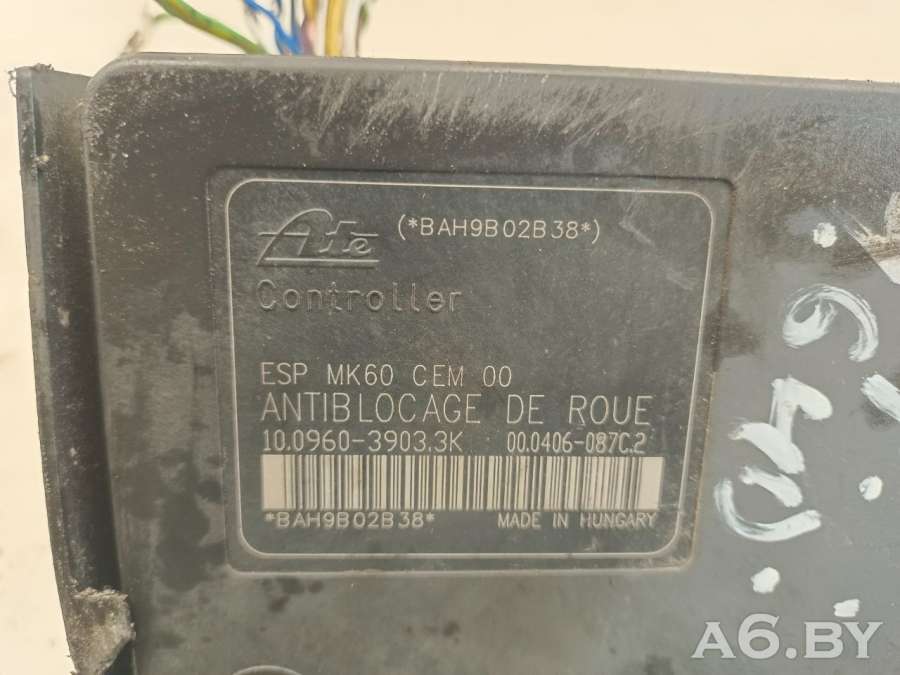 Ate (*BAH9B02B38*)
Controller
ESP MK60 CEM 00
ANTIBLOCAGE DE ROUE
10.0960-3903.3K 00.0406-087C.2
*BAH9B02B38* MADE IN HUNGARY
A6.BY